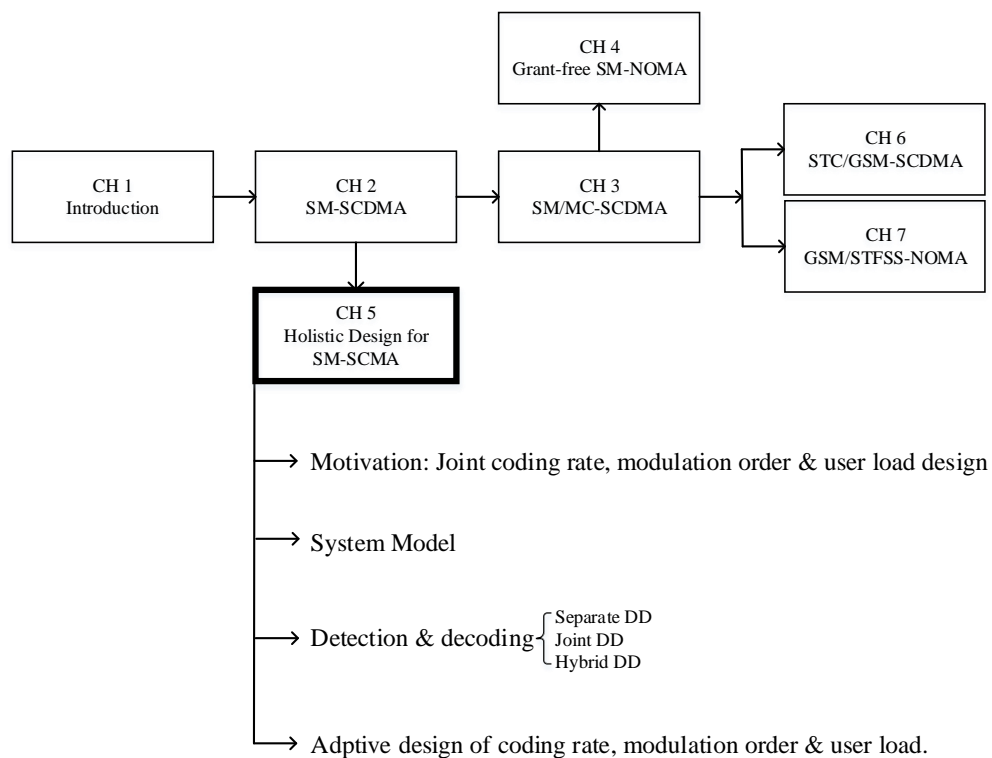 CH 4
Grant-free SM-NOMA
CH 6
STC/GSM-SCDMA
CH 1
Introduction
CH 2
SM-SCDMA
CH 3
SM/MC-SCDMA
CH 7
GSM/STFSS-NOMA
CH 5
Holistic Design for
SM-SCMA
Motivation: Joint coding rate, modulation order & user load design
System Model
Detection & decoding
Separate DD
Joint DD
Hybrid DD
Adptive design of coding rate, modulation order & user load.